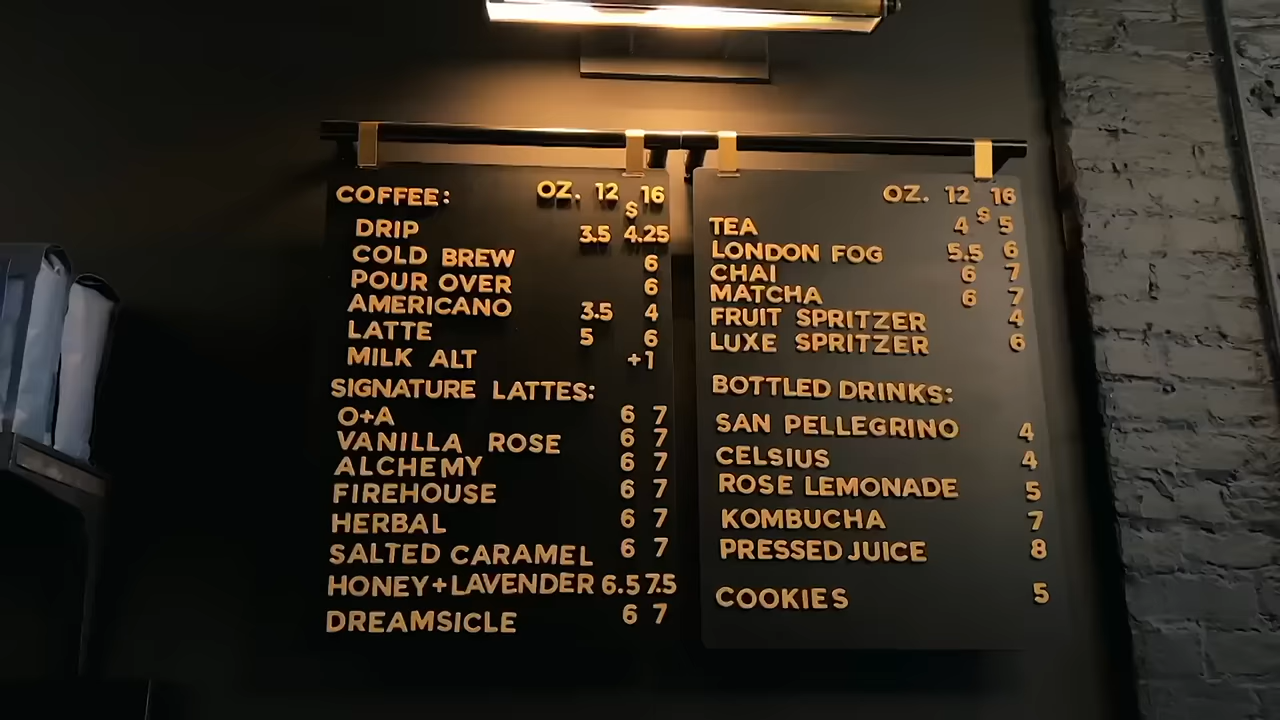 COFFEE: OZ. 12 16
$
DRIP 3.5 4.25
COLD BREW 6
POUR OVER 6
AMERICANO 3.5 4
LATTE 5 6
MILK ALT +1
SIGNATURE LATTES:
O+A 6 7
VANILLA ROSE 6 7
ALCHEMY 6 7
FIREHOUSE 6 7
HERBAL 6 7
SALTED CARAMEL 6 7
HONEY+LAVENDER 6.5 7.5
DREAMSICLE 6 7
OZ. 12 16
$
TEA 4 5
LONDON FOG 5.5 6
CHAI 6 7
MATCHA 6 7
FRUIT SPRITZER 4
LUXE SPRITZER 6
BOTTLED DRINKS:
SAN PELLEGRINO 4
CELSIUS 4
ROSE LEMONADE 5
KOMBUCHA 7
PRESSED JUICE 8
COOKIES 5